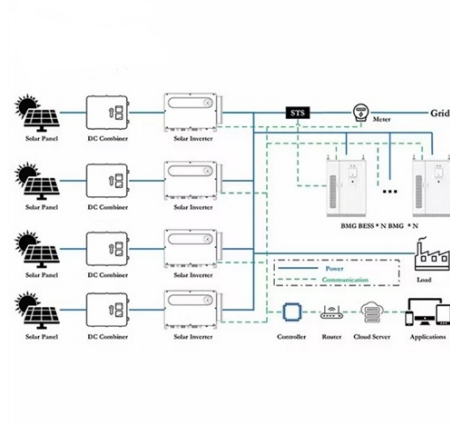 STS
Meter
Grid
Solar Panel
DC Combiner
Solar Inverter
Solar Panel
DC Combiner
Solar Inverter
BMG BESS * N BMG * N
Solar Panel
DC Combiner
Solar Inverter
Power
Communication
Load
Solar Panel
DC Combiner
Solar Inverter
Controller
Router
Cloud Server
Applications